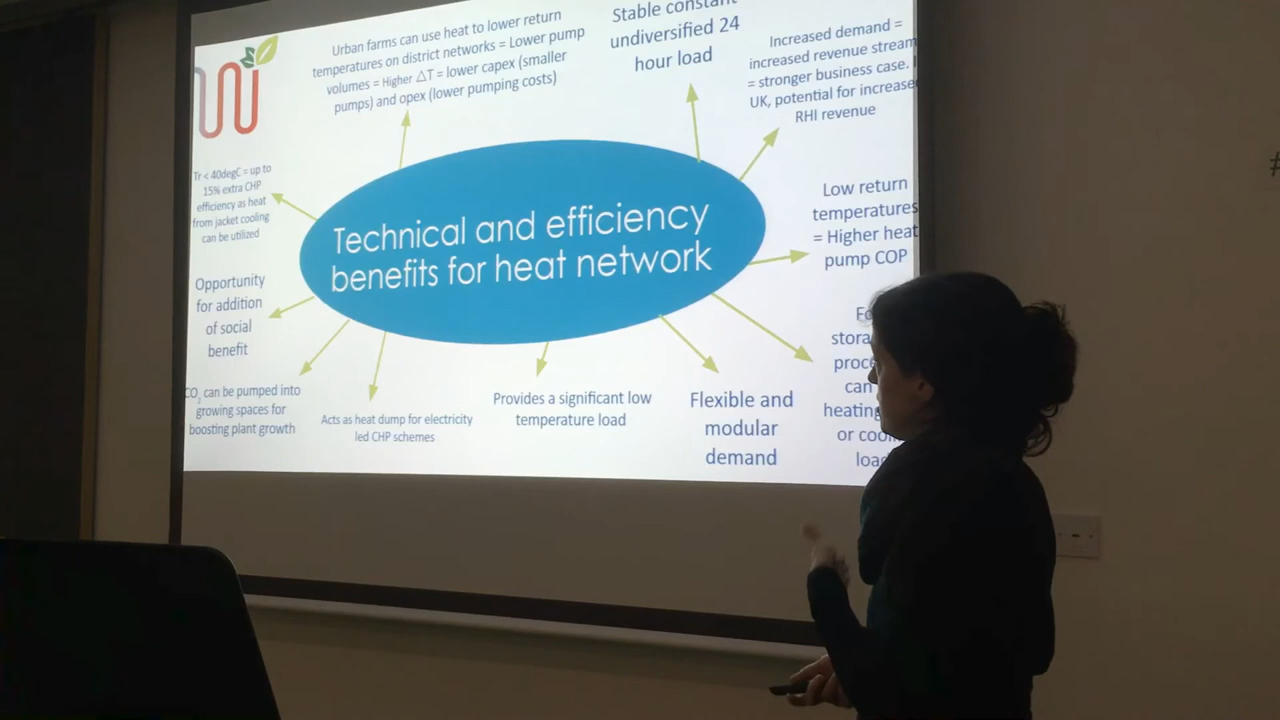 Urban farms can use heat to lower return
temperatures on district networks = Lower pump
volumes = Higher △T = lower capex (smaller
pumps) and opex (lower pumping costs)
Stable constant
undiversified 24
hour load
Increased demand =
increased revenue stream
= stronger business case.
UK, potential for increase
RHI revenue
Tr < 40degC = up to
15% extra CHP
efficiency as heat
from jacket cooling
can be utilized
Technical and efficiency
benefits for heat network
Low return
temperatures
= Higher heat
pump COP
Opportunity
for addition
of social
benefit
CO2 can be pumped into
growing spaces for
boosting plant growth
Acts as heat dump for electricity
led CHP schemes
Provides a significant low
temperature load
Flexible and
modular
demand
can
heating
or
#